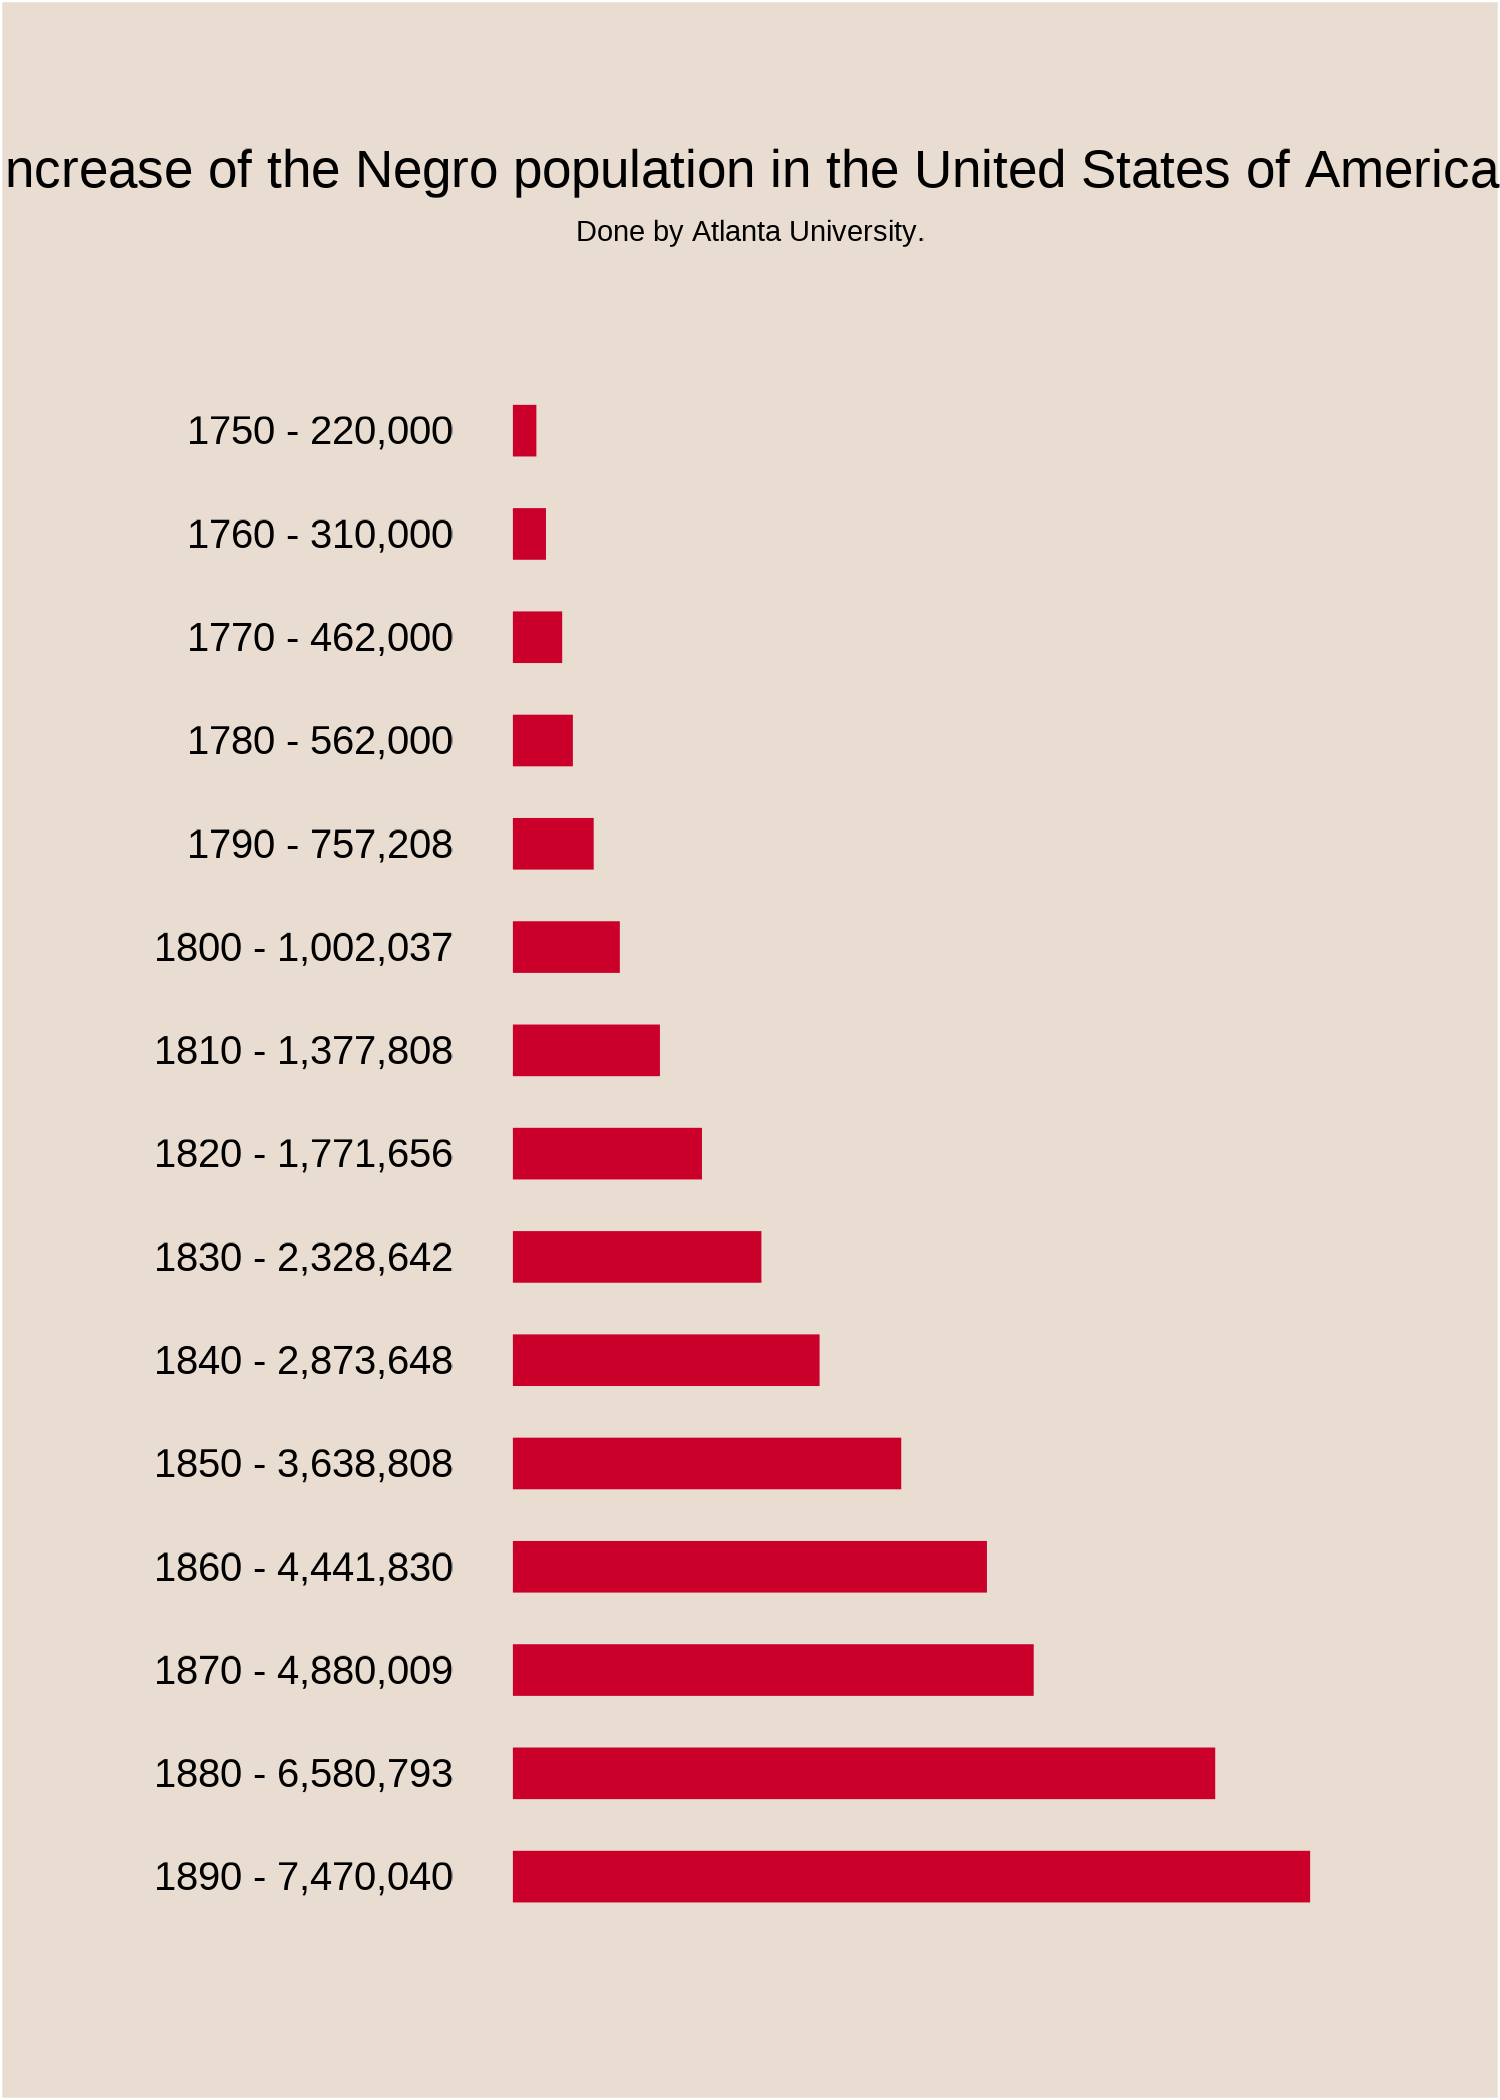 ncrease of the Negro population in the United States of America
Done by Atlanta University.
1750 - 220,000
1760 - 310,000
1770 - 462,000
1780 - 562,000
1790 - 757,208
1800 - 1,002,037
1810 - 1,377,808
1820 - 1,771,656
1830 - 2,328,642
1840 - 2,873,648
1850 - 3,638,808
1860 - 4,441,830
1870 - 4,880,009
1880 - 6,580,793
1890 - 7,470,040